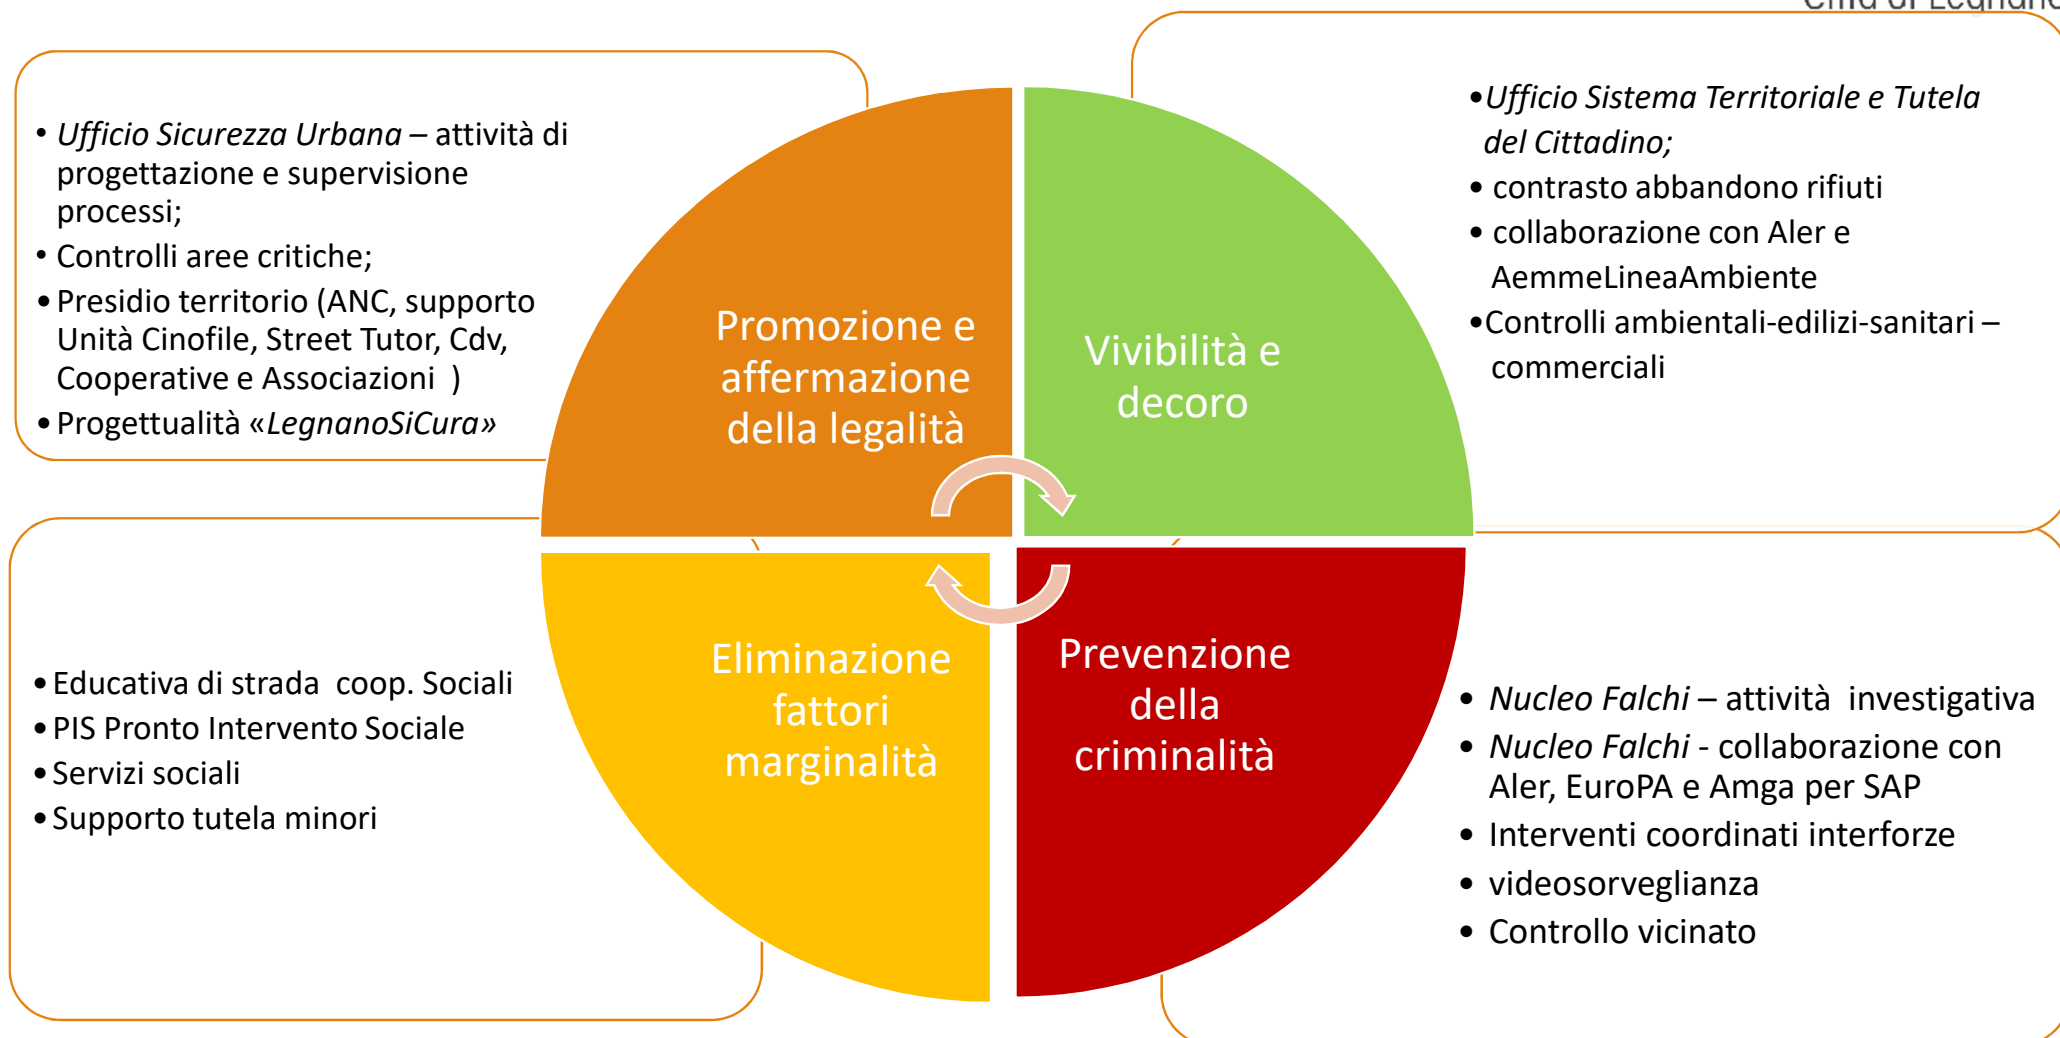 Città di Legnano
• Ufficio Sicurezza Urbana – attività di
progettazione e supervisione
processi;
• Controlli aree critiche;
• Presidio territorio (ANC, supporto
Unità Cinofile, Street Tutor, Cdv,
Cooperative e Associazioni )
• Progettualità «LegnanoSiCura»
• Ufficio Sistema Territoriale e Tutela
del Cittadino;
• contrasto abbandono rifiuti
• collaborazione con Aler e
AemmeLineaAmbiente
• Controlli ambientali-edilizi-sanitari –
commerciali
Promozione e
affermazione
della legalità
Vivibilità e
decoro
Eliminazione
fattori
marginalità
Prevenzione
della
criminalità
• Educativa di strada coop. Sociali
• PIS Pronto Intervento Sociale
• Servizi sociali
• Supporto tutela minori
• Nucleo Falchi – attività investigativa
• Nucleo Falchi - collaborazione con
Aler, EuroPA e Amga per SAP
• Interventi coordinati interforze
• videosorveglianza
• Controllo vicinato